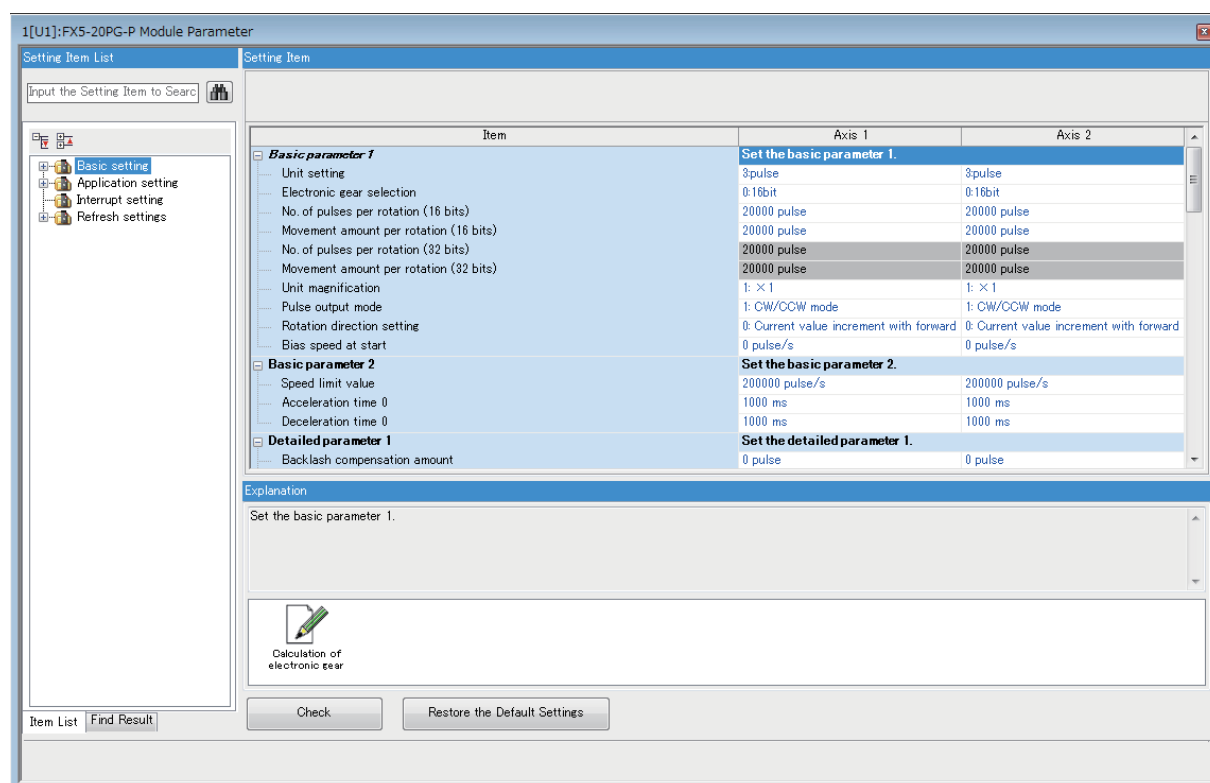 1[U1]:FX5-20PG-P Module Parameter
Setting Item List
Setting Item
Input the Setting Item to Searc
Basic setting
Application setting
Interrupt setting
Refresh settings
Item Axis 1 Axis 2
Basic parameter 1 Set the basic parameter 1.
Unit setting 3:pulse 3:pulse
Electronic gear selection 0:16bit 0:16bit
No. of pulses per rotation (16 bits) 20000 pulse 20000 pulse
Movement amount per rotation (16 bits) 20000 pulse 20000 pulse
No. of pulses per rotation (32 bits) 20000 pulse 20000 pulse
Movement amount per rotation (32 bits) 20000 pulse 20000 pulse
Unit magnification 1: ×1 1: ×1
Pulse output mode 1: CW/CCW mode 1: CW/CCW mode
Rotation direction setting 0: Current value increment with forward 0: Current value increment with forward
Bias speed at start 0 pulse/s 0 pulse/s
Basic parameter 2 Set the basic parameter 2.
Speed limit value 200000 pulse/s 200000 pulse/s
Acceleration time 0 1000 ms 1000 ms
Deceleration time 0 1000 ms 1000 ms
Detailed parameter 1 Set the detailed parameter 1.
Backlash compensation amount 0 pulse 0 pulse
Explanation
Set the basic parameter 1.
Calculation of
electronic gear
Item List Find Result
Check Restore the Default Settings